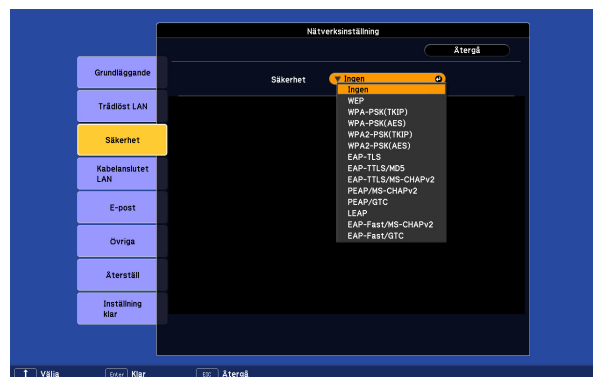 Nätverksinställning
Återgå
Grundläggande
Trådlöst LAN
Säkerhet
Kabelanslutet
LAN
E-post
Övriga
Återställ
Inställning
klar
Säkerhet
Ingen
Ingen
WEP
WPA-PSK(TKIP)
WPA-PSK(AES)
WPA2-PSK(TKIP)
WPA2-PSK(AES)
EAP-TLS
EAP-TTLS/MD5
EAP-TTLS/MS-CHAPv2
PEAP/MS-CHAPv2
PEAP/GTC
LEAP
EAP-Fast/MS-CHAPv2
EAP-Fast/GTC
Välja Enter Klar ESC Återgå